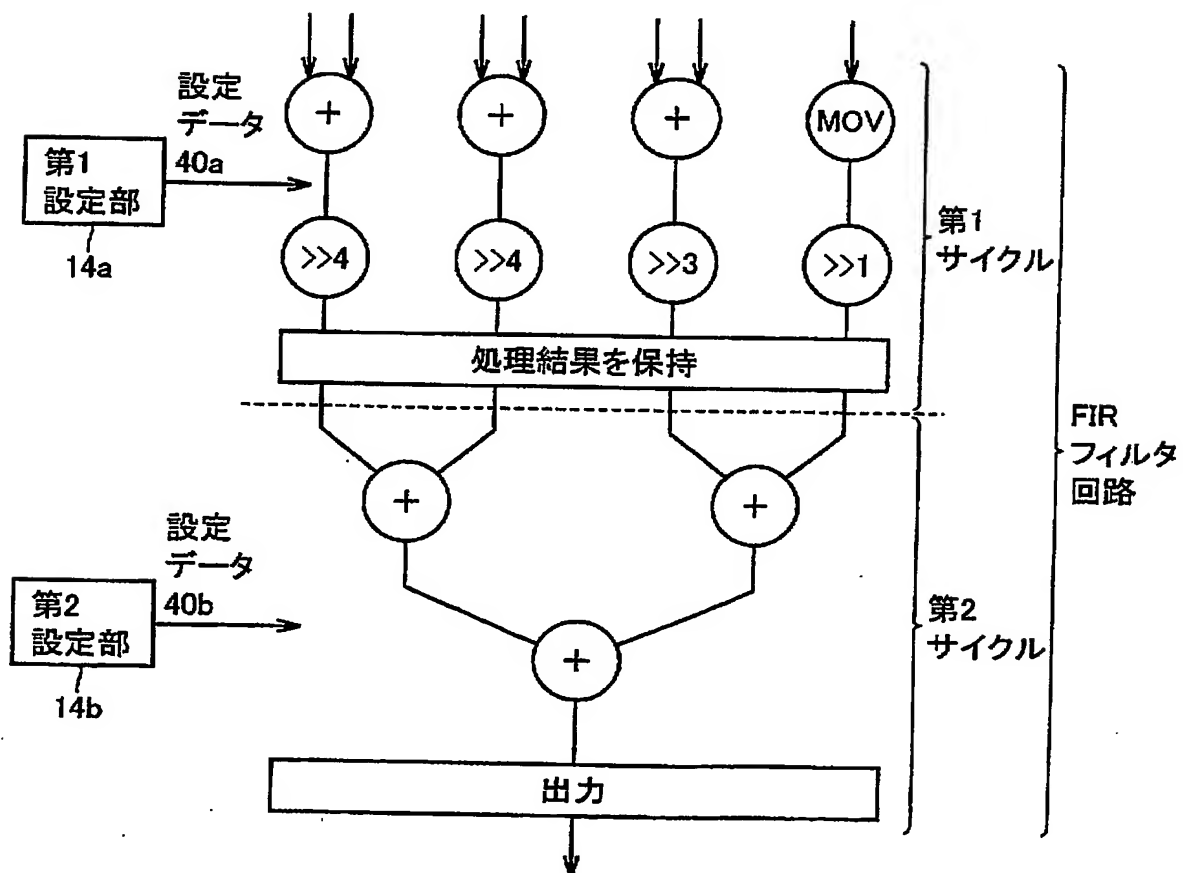 +
+
+
MOV
設定
データ
40a
第1
設定部
14a
>>4
>>4
>>3
>>1
第1
サイクル
処理結果を保持
FIR
フィルタ
回路
+
+
設定
データ
40b
第2
設定部
14b
第2
サイクル
+
出力